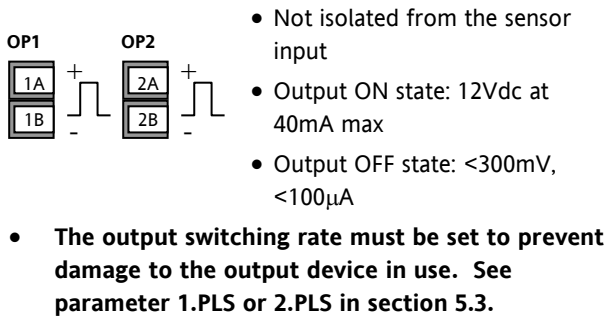 OP1
OP2
1A
+
2A
+
1B
-
2B
-
• Not isolated from the sensor
input
• Output ON state: 12Vdc at
40mA max
• Output OFF state: <300mV,
<100μA
• The output switching rate must be set to prevent
damage to the output device in use. See
parameter 1.PLS or 2.PLS in section 5.3.